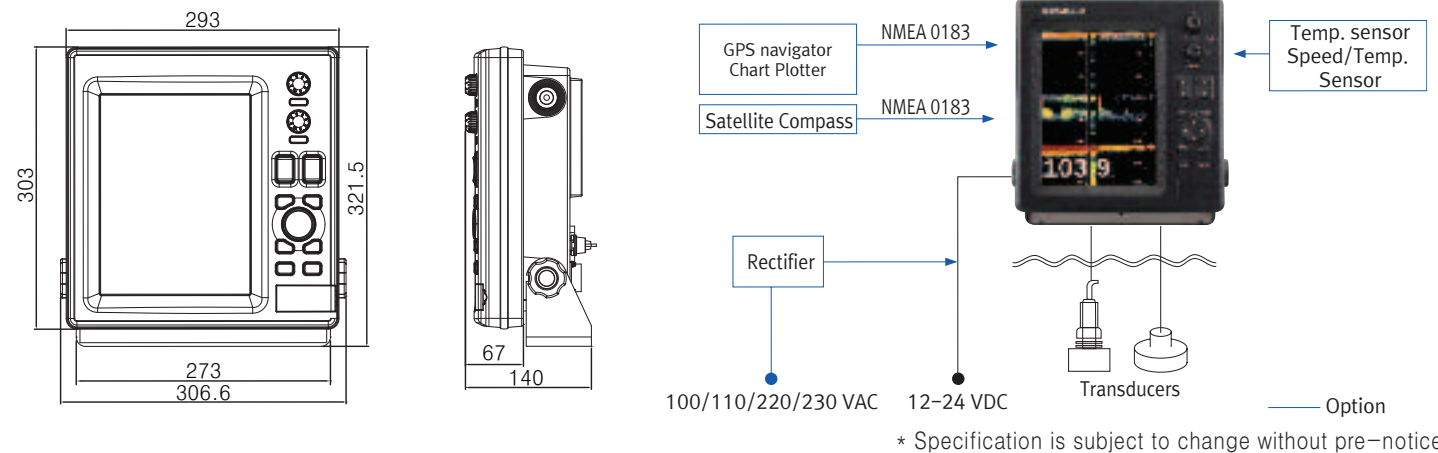 293
303
321.5
273
306.6
67
140
GPS navigator
Chart Plotter
NMEA 0183
Satellite Compass
NMEA 0183
Temp. sensor
Speed/Temp.
Sensor
103.9
Rectifier
100/110/220/230 VAC
12-24 VDC
Transducers
Option
* Specification is subject to change without pre-notice